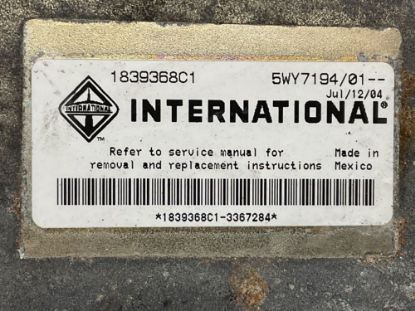 1839368C1 5WY7194/01--
Jul/12/04
INTERNATIONAL
INTERNATIONAL®
TM
Refer to service manual for Made in
removal and replacement instructions Mexico
*1839368C1-3367284*